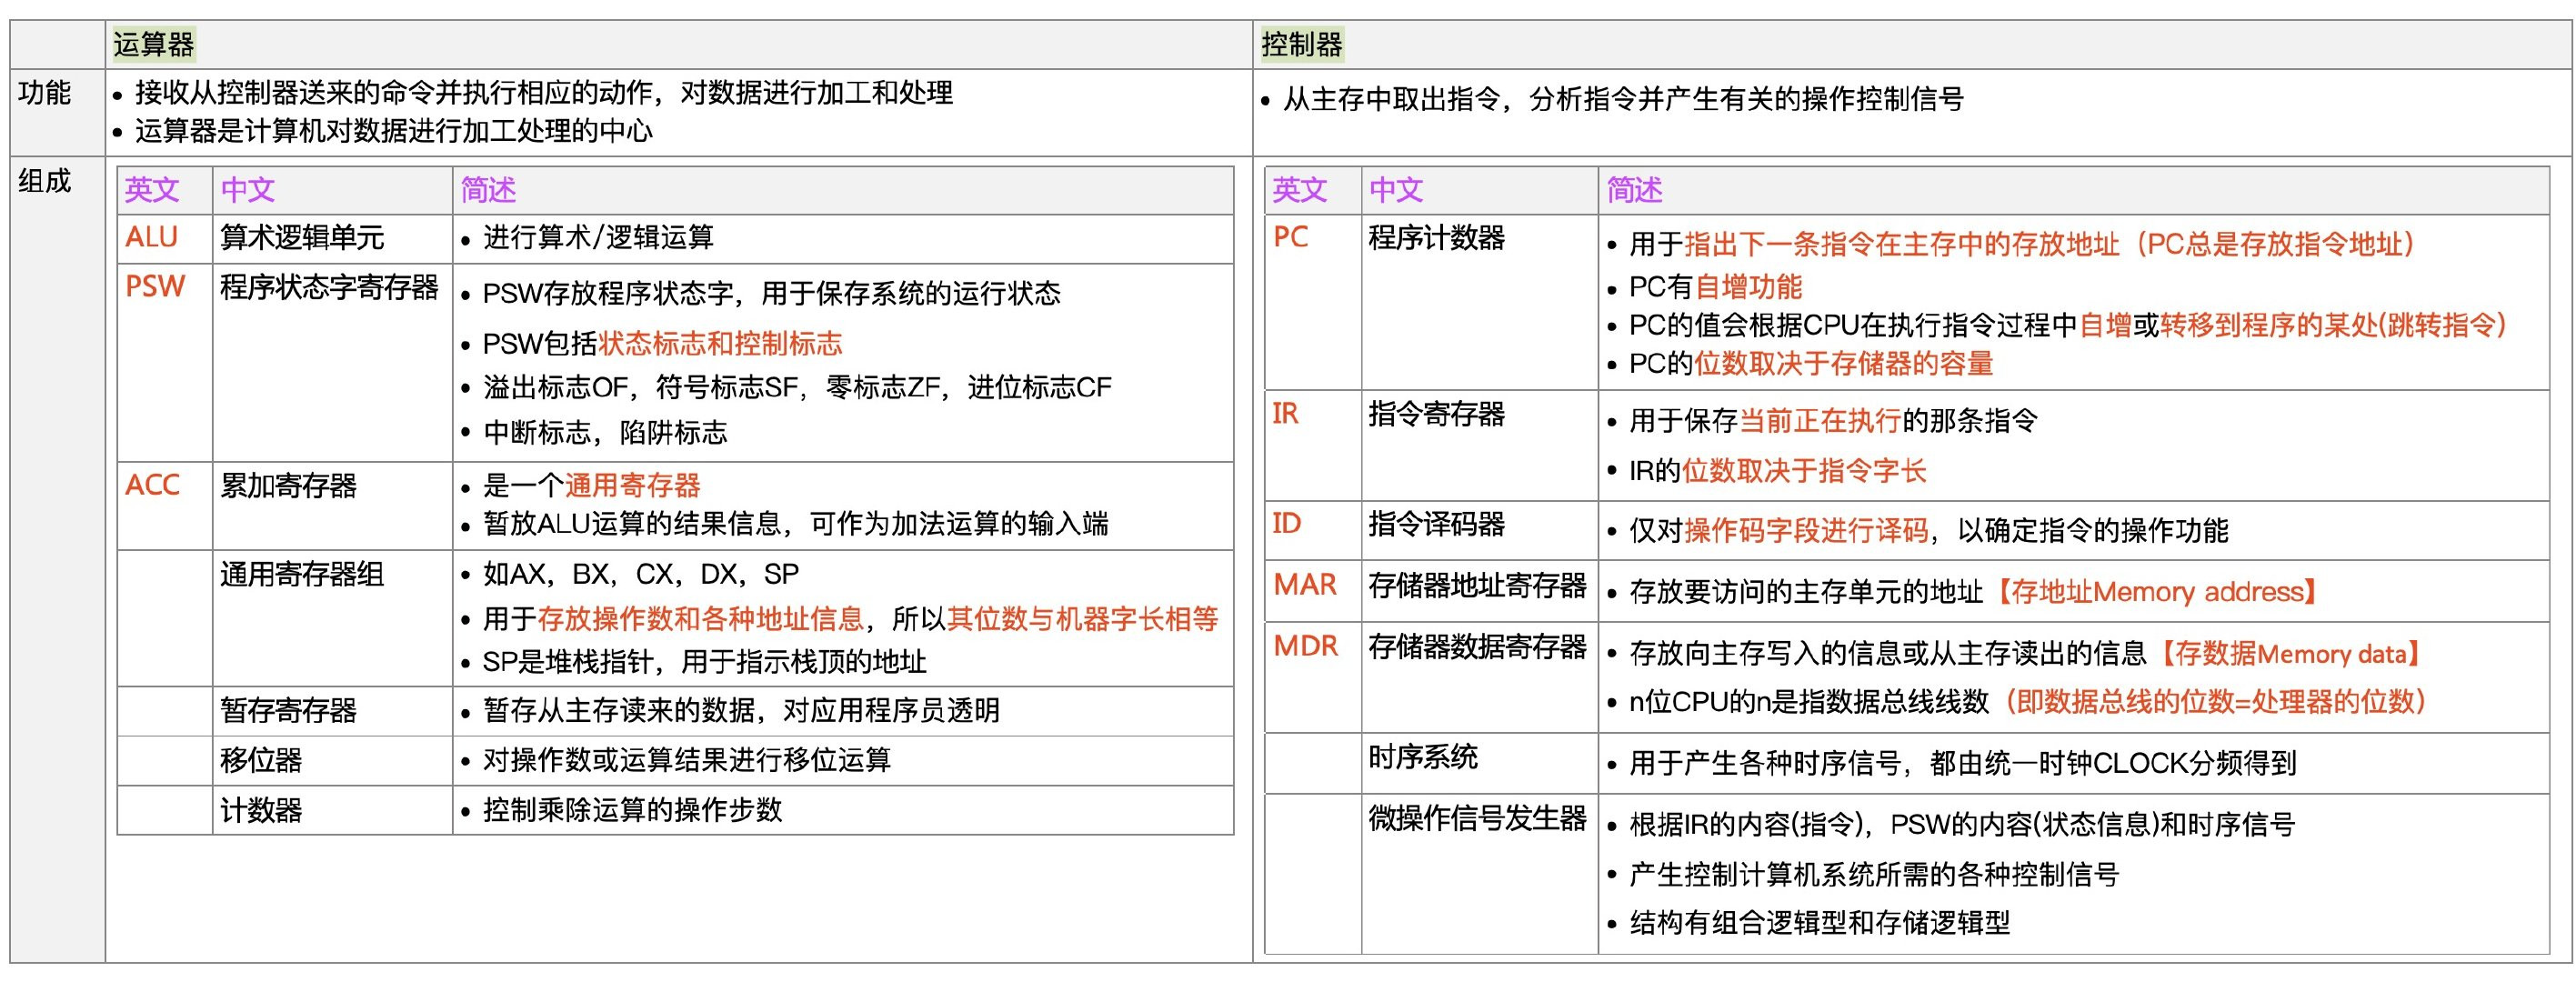 运算器
控制器
功能
• 接收从控制器送来的命令并执行相应的动作，对数据进行加工和处理
• 运算器是计算机对数据进行加工处理的中心
• 从主存中取出指令，分析指令并产生有关的操作控制信号
组成
英文 中文 简述
ALU 算术逻辑单元 • 进行算术/逻辑运算
PSW 程序状态字寄存器 • PSW存放程序状态字，用于保存系统的运行状态
• PSW包括状态标志和控制标志
• 溢出标志OF，符号标志SF，零标志ZF，进位标志CF
• 中断标志，陷阱标志
ACC 累加寄存器 • 是一个通用寄存器
• 暂放ALU运算的结果信息，可作为加法运算的输入端
通用寄存器组 • 如AX，BX，CX，DX，SP
• 用于存放操作数和各种地址信息，所以其位数与机器字长相等
• SP是堆栈指针，用于指示栈顶的地址
暂存寄存器 • 暂存从主存读来的数据，对应用程序员透明
移位器 • 对操作数或运算结果进行移位运算
计数器 • 控制乘除运算的操作步数
英文 中文 简述
PC 程序计数器 • 用于指出下一条指令在主存中的存放地址（PC总是存放指令地址）
• PC有自增功能
• PC的值会根据CPU在执行指令过程中自增或转移到程序的某处(跳转指令)
• PC的位数取决于存储器的容量
IR 指令寄存器 • 用于保存当前正在执行的那条指令
• IR的位数取决于指令字长
ID 指令译码器 • 仅对操作码字段进行译码，以确定指令的操作功能
MAR 存储器地址寄存器 • 存放要访问的主存单元的地址【存地址Memory address】
MDR 存储器数据寄存器 • 存放向主存写入的信息或从主存读出的信息【存数据Memory data】
• n位CPU的n是指数据总线线数（即数据总线的位数=处理器的位数）
时序系统 • 用于产生各种时序信号，都由统一时钟CLOCK分频得到
微操作信号发生器 • 根据IR的内容(指令)，PSW的内容(状态信息)和时序信号
• 产生控制计算机系统所需的各种控制信号
• 结构有组合逻辑型和存储逻辑型